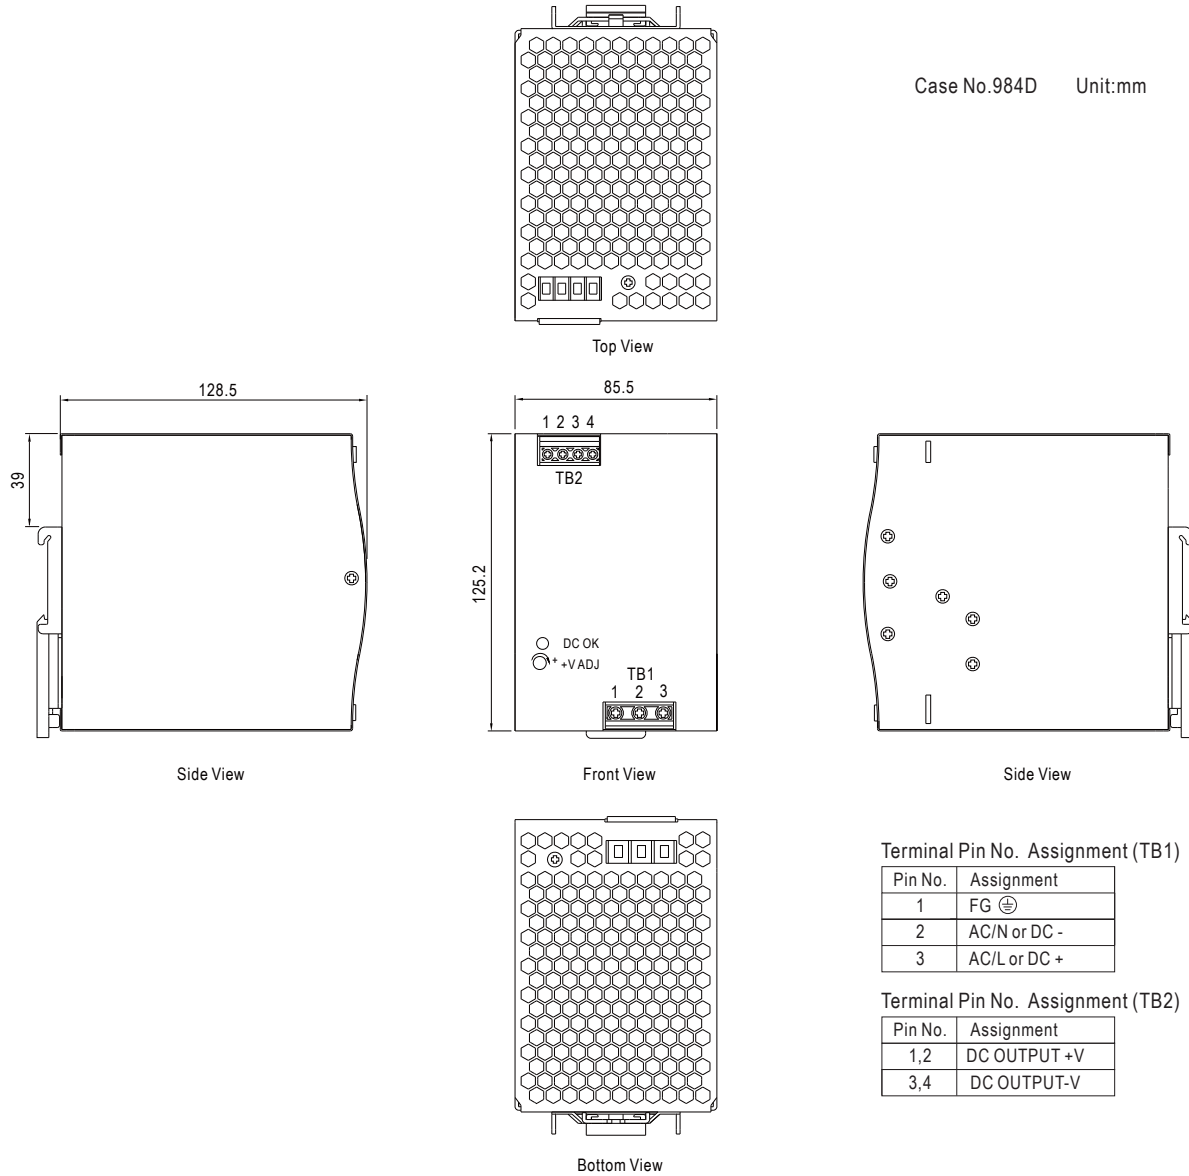 Case No.984D Unit:mm
Top View
128.5
85.5
39
1 2 3 4
TB2
125.2
DC OK
+ +V ADJ
TB1
1 2 3
Side View
Front View
Side View
Terminal Pin No. Assignment (TB1)
Pin No. Assignment
1 FG
2 AC/N or DC -
3 AC/L or DC +
Terminal Pin No. Assignment (TB2)
Pin No. Assignment
1,2 DC OUTPUT +V
3,4 DC OUTPUT-V
Bottom View